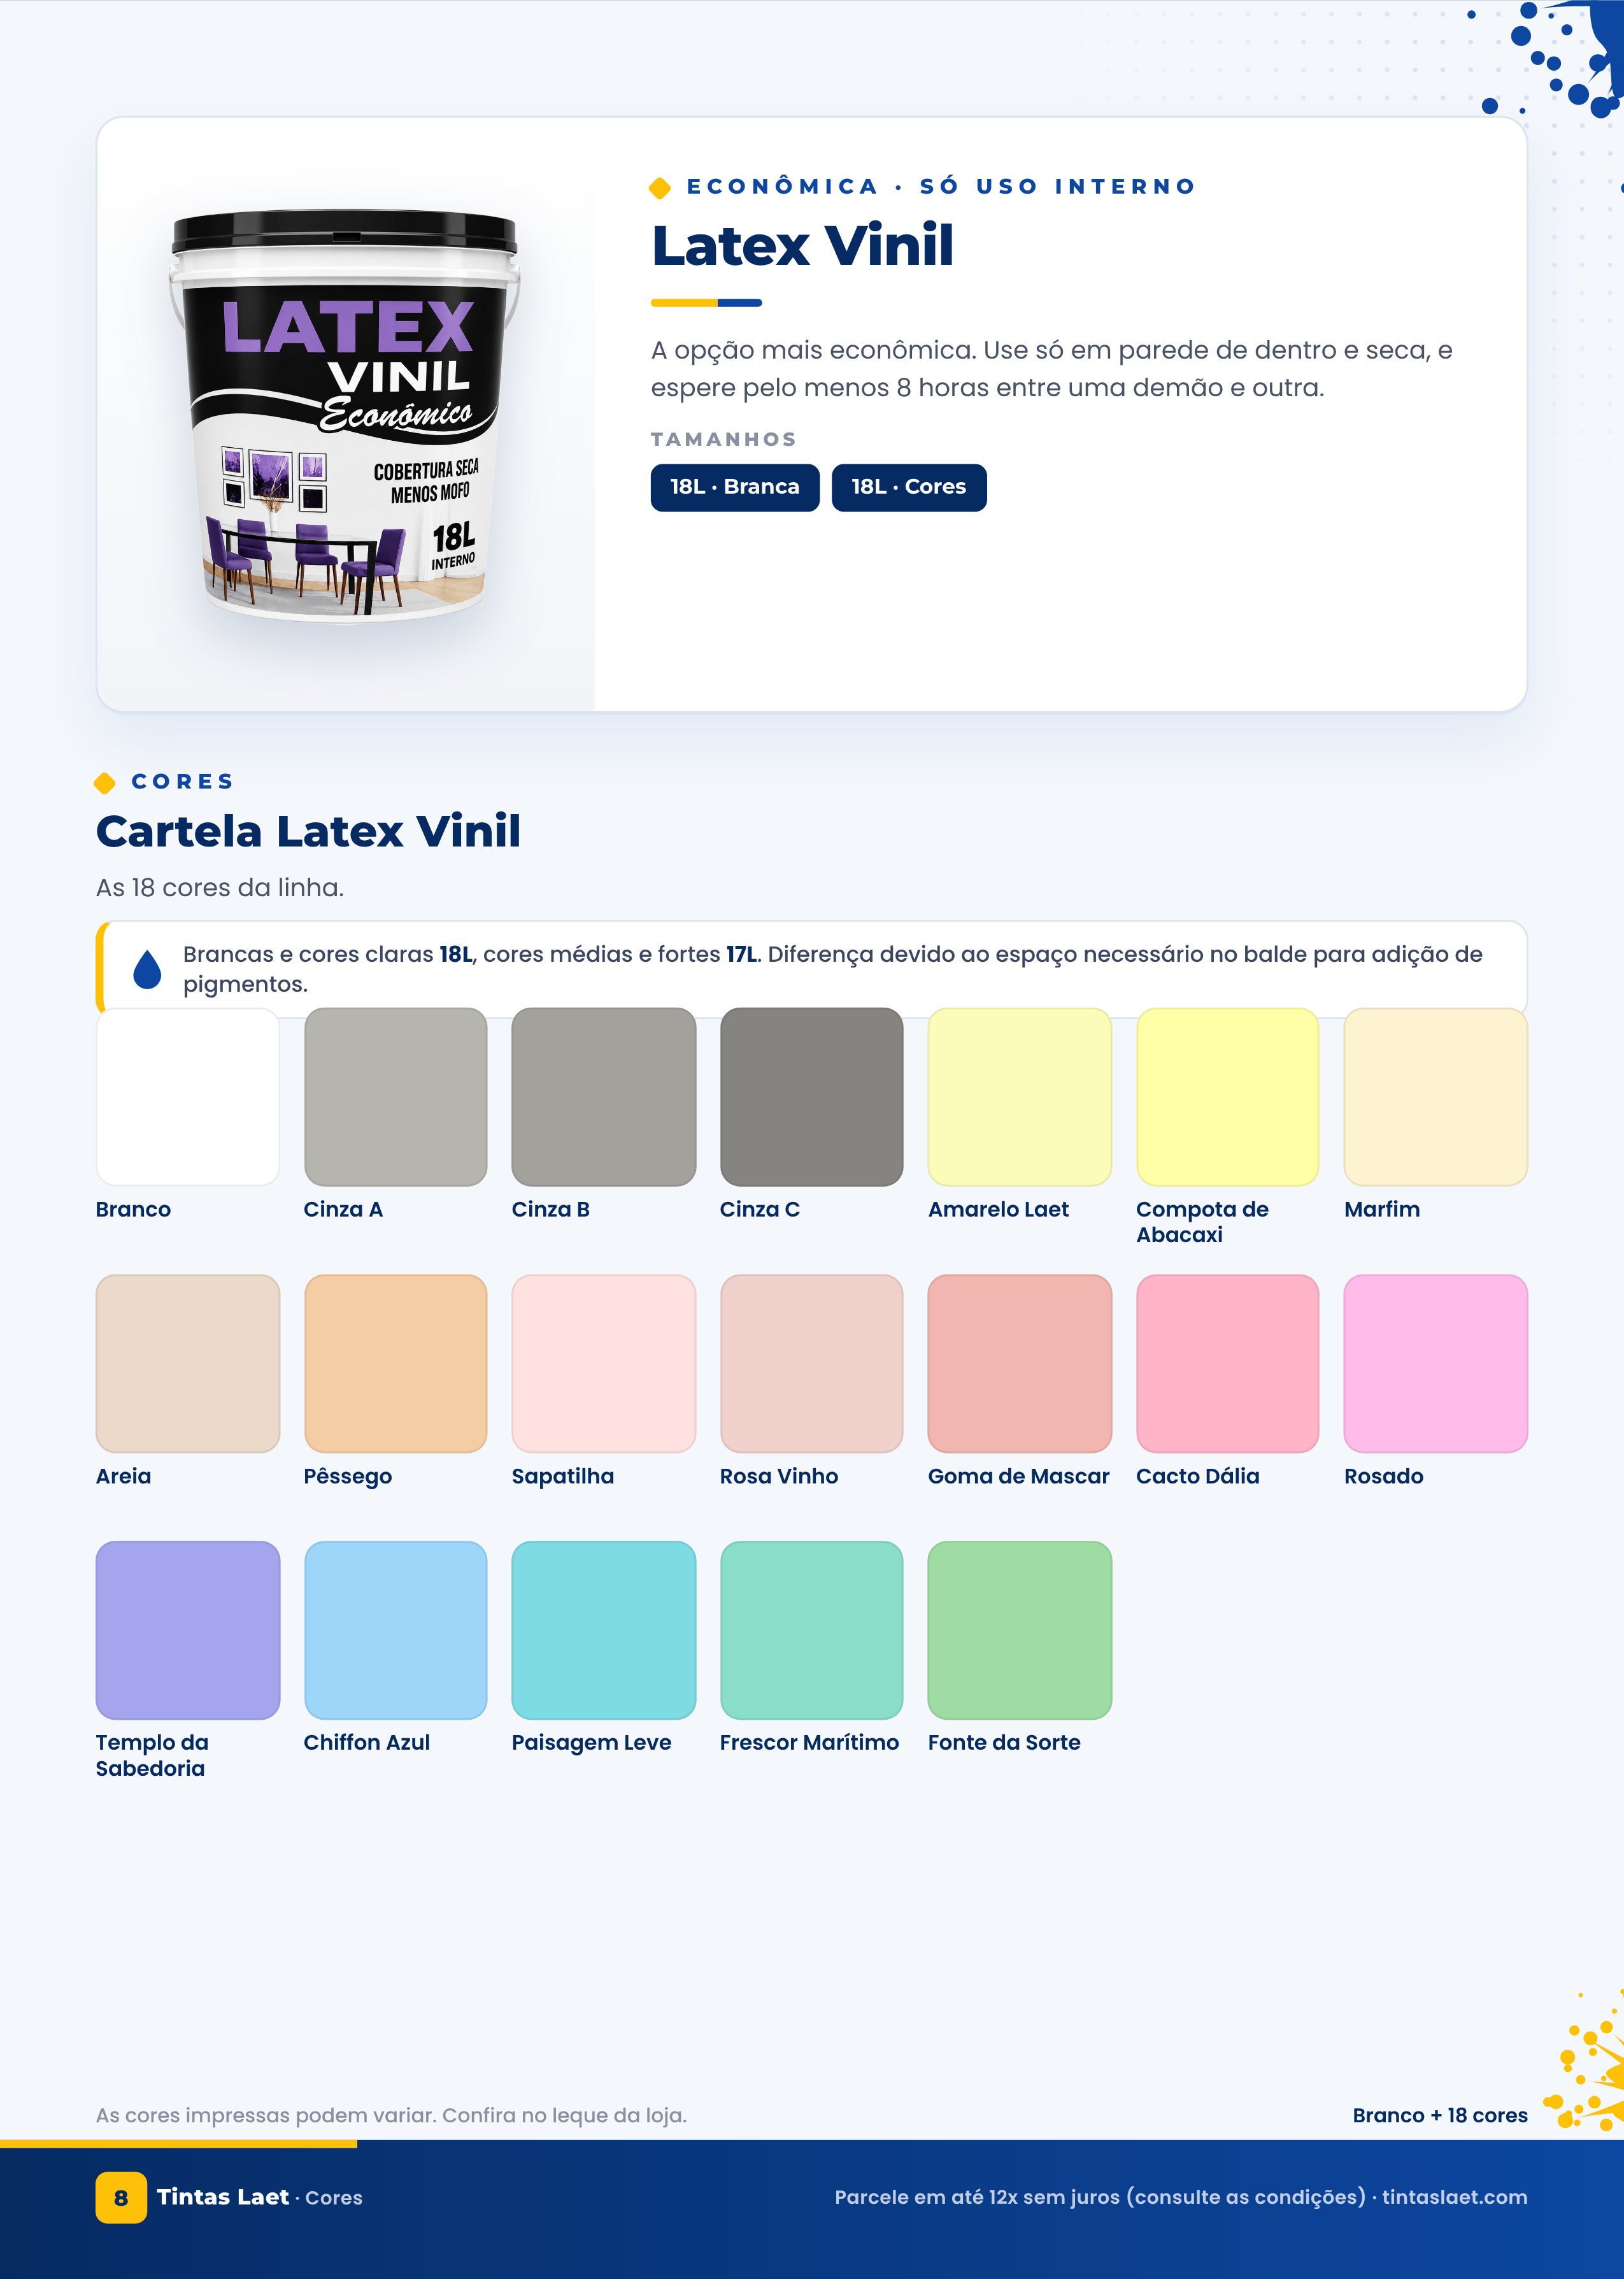 ECONÔMICA · SÓ USO INTERNO
Latex Vinil
A opção mais econômica. Use só em parede de dentro e seca, e
espere pelo menos 8 horas entre uma demão e outra.
TAMANHOS
18L · Branca
18L · Cores
LATEX
VINIL
Econômico
COBERTURA SECA
MENOS MOFO
18L
INTERNO
CORES
Cartela Latex Vinil
As 18 cores da linha.
Brancas e cores claras 18L, cores médias e fortes 17L. Diferença devido ao espaço necessário no balde para adição de
pigmentos.
Branco
Cinza A
Cinza B
Cinza C
Amarelo Laet
Compota de
Abacaxi
Marfim
Areia
Pêssego
Sapatilha
Rosa Vinho
Goma de Mascar
Cacto Dália
Rosado
Templo da
Sabedoria
Chiffon Azul
Paisagem Leve
Frescor Marítimo
Fonte da Sorte
As cores impressas podem variar. Confira no leque da loja.
Branco + 18 cores
8 Tintas Laet · Cores
Parcele em até 12x sem juros (consulte as condições) · tintaslaet.com